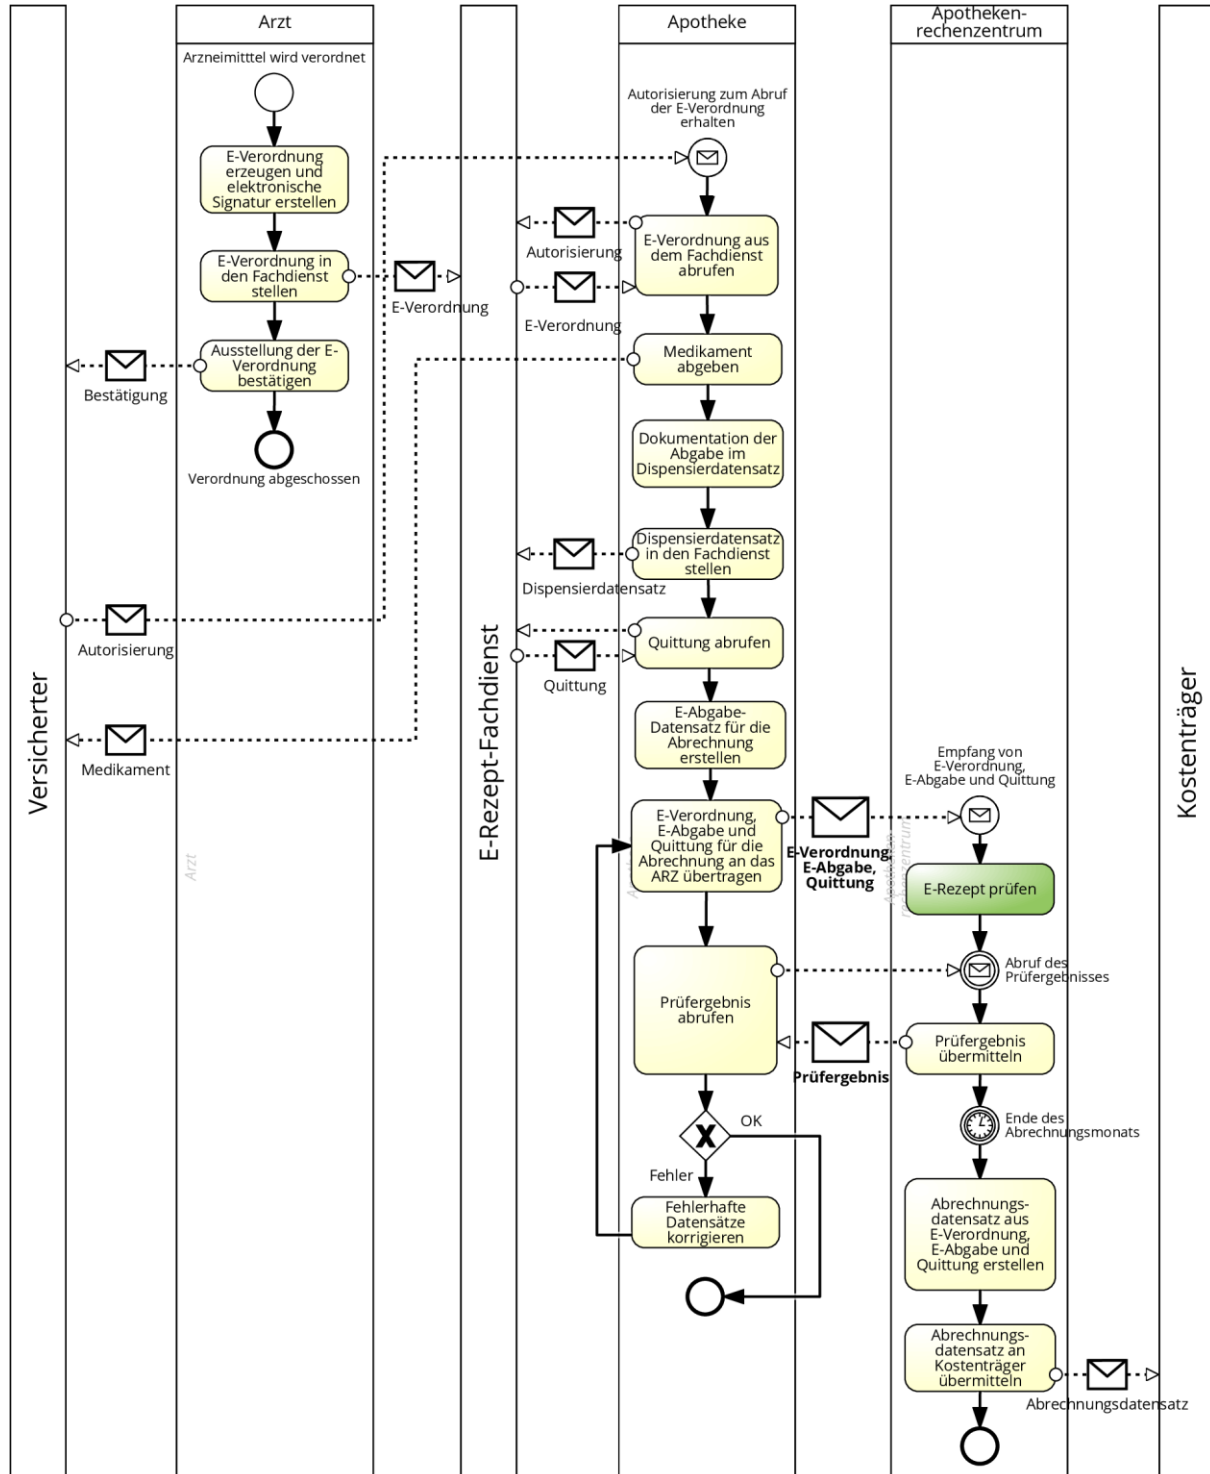 Arzt
Apotheke
Apotheken-
rechenzentrum
Arzneimitttel wird verordnet
E-Verordnung
erzeugen und
elektronische
Signatur erstellen
E-Verordnung in
den Fachdienst
stellen
E-Verordnung
Ausstellung der E-
Verordnung
bestätigen
Bestätigung
Verordnung abgeschossen
Autorisierung
Medikament
Versicherter
Arzt
E-Rezept-Fachdienst
Autorisierung zum Abruf
der E-Verordnung
erhalten
E-Verordnung aus
dem Fachdienst
abrufen
Autorisierung
E-Verordnung
Medikament
abgeben
Dokumentation der
Abgabe im
Dispensierdatensatz
Dispensierdatensatz
in den Fachdienst
stellen
Dispensierdatensatz
Quittung abrufen
Quittung
E-Abgabe-
Datensatz für die
Abrechnung
erstellen
E-Verordnung,
E-Abgabe und
Quittung für die
Abrechnung an das
ARZ übertragen
E-Verordnung,
E-Abgabe,
Quittung
Prüfergebnis
abrufen
Prüfergebnis
OK
Fehler
Fehlerhafte
Datensätze
korrigieren
Empfang von
E-Verordnung,
E-Abgabe und Quittung
Apotheken-
rechenzentrum
E-Rezept prüfen
Abruf des
Prüfergebnisses
Prüfergebnis
übermitteln
Ende des
Abrechnungsmonats
Abrechnungs-
datensatz aus
E-Verordnung,
E-Abgabe und
Quittung erstellen
Abrechnungs-
datensatz an
Kostenträger
übermitteln
Abrechnungsdatensatz
Kostenträger